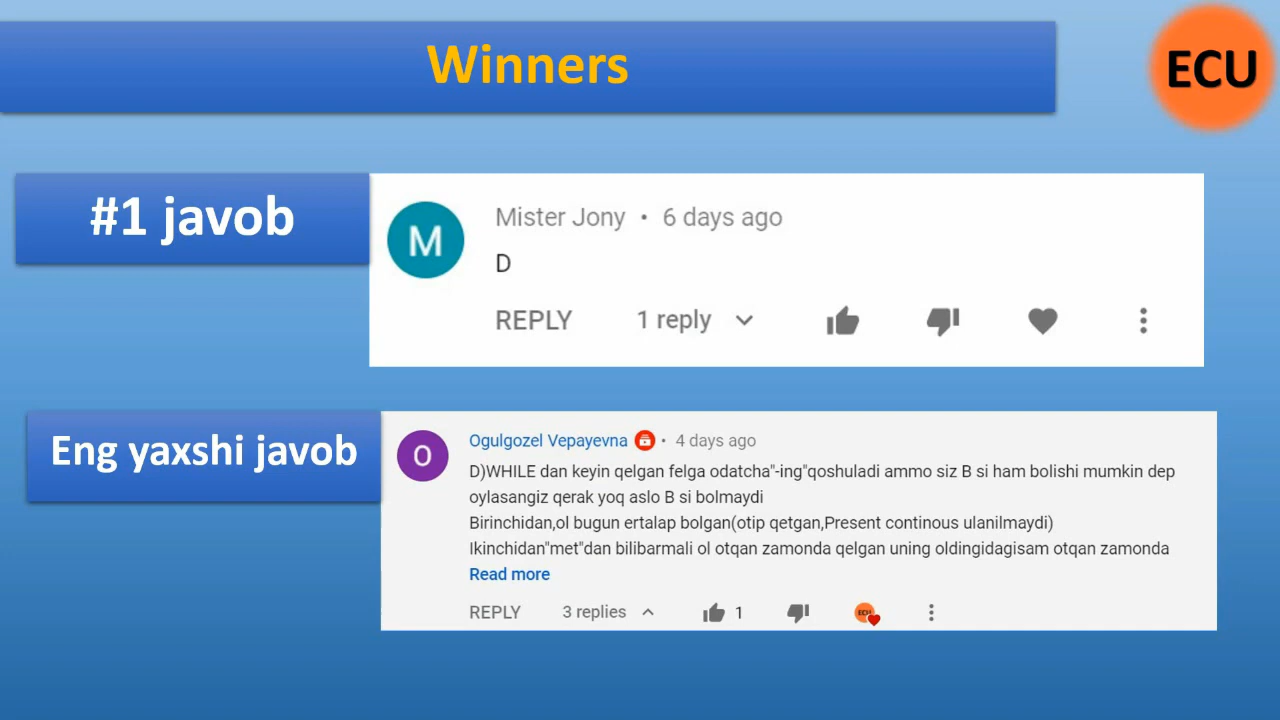 Winners
ECU
#1 javob
M
Mister Jony • 6 days ago
D
REPLY 1 reply
Eng yaxshi javob
O
Ogulgozel Vepayevna • 4 days ago
D)WHILE dan keyin qelgan felga odatcha"-ing"qoshuladi ammo siz B si ham bolishi mumkin dep
oylasangiz qerak yoq aslo B si bolmaydi
Birinchidan,ol bugun ertalap bolgan(otip qetgan,Present continous ulanilmaydi)
Ikinchidan"met"dan bilibarmali ol otqan zamonda qelgan uning oldingidagisam otqan zamonda
Read more
REPLY 3 replies 1 ECU